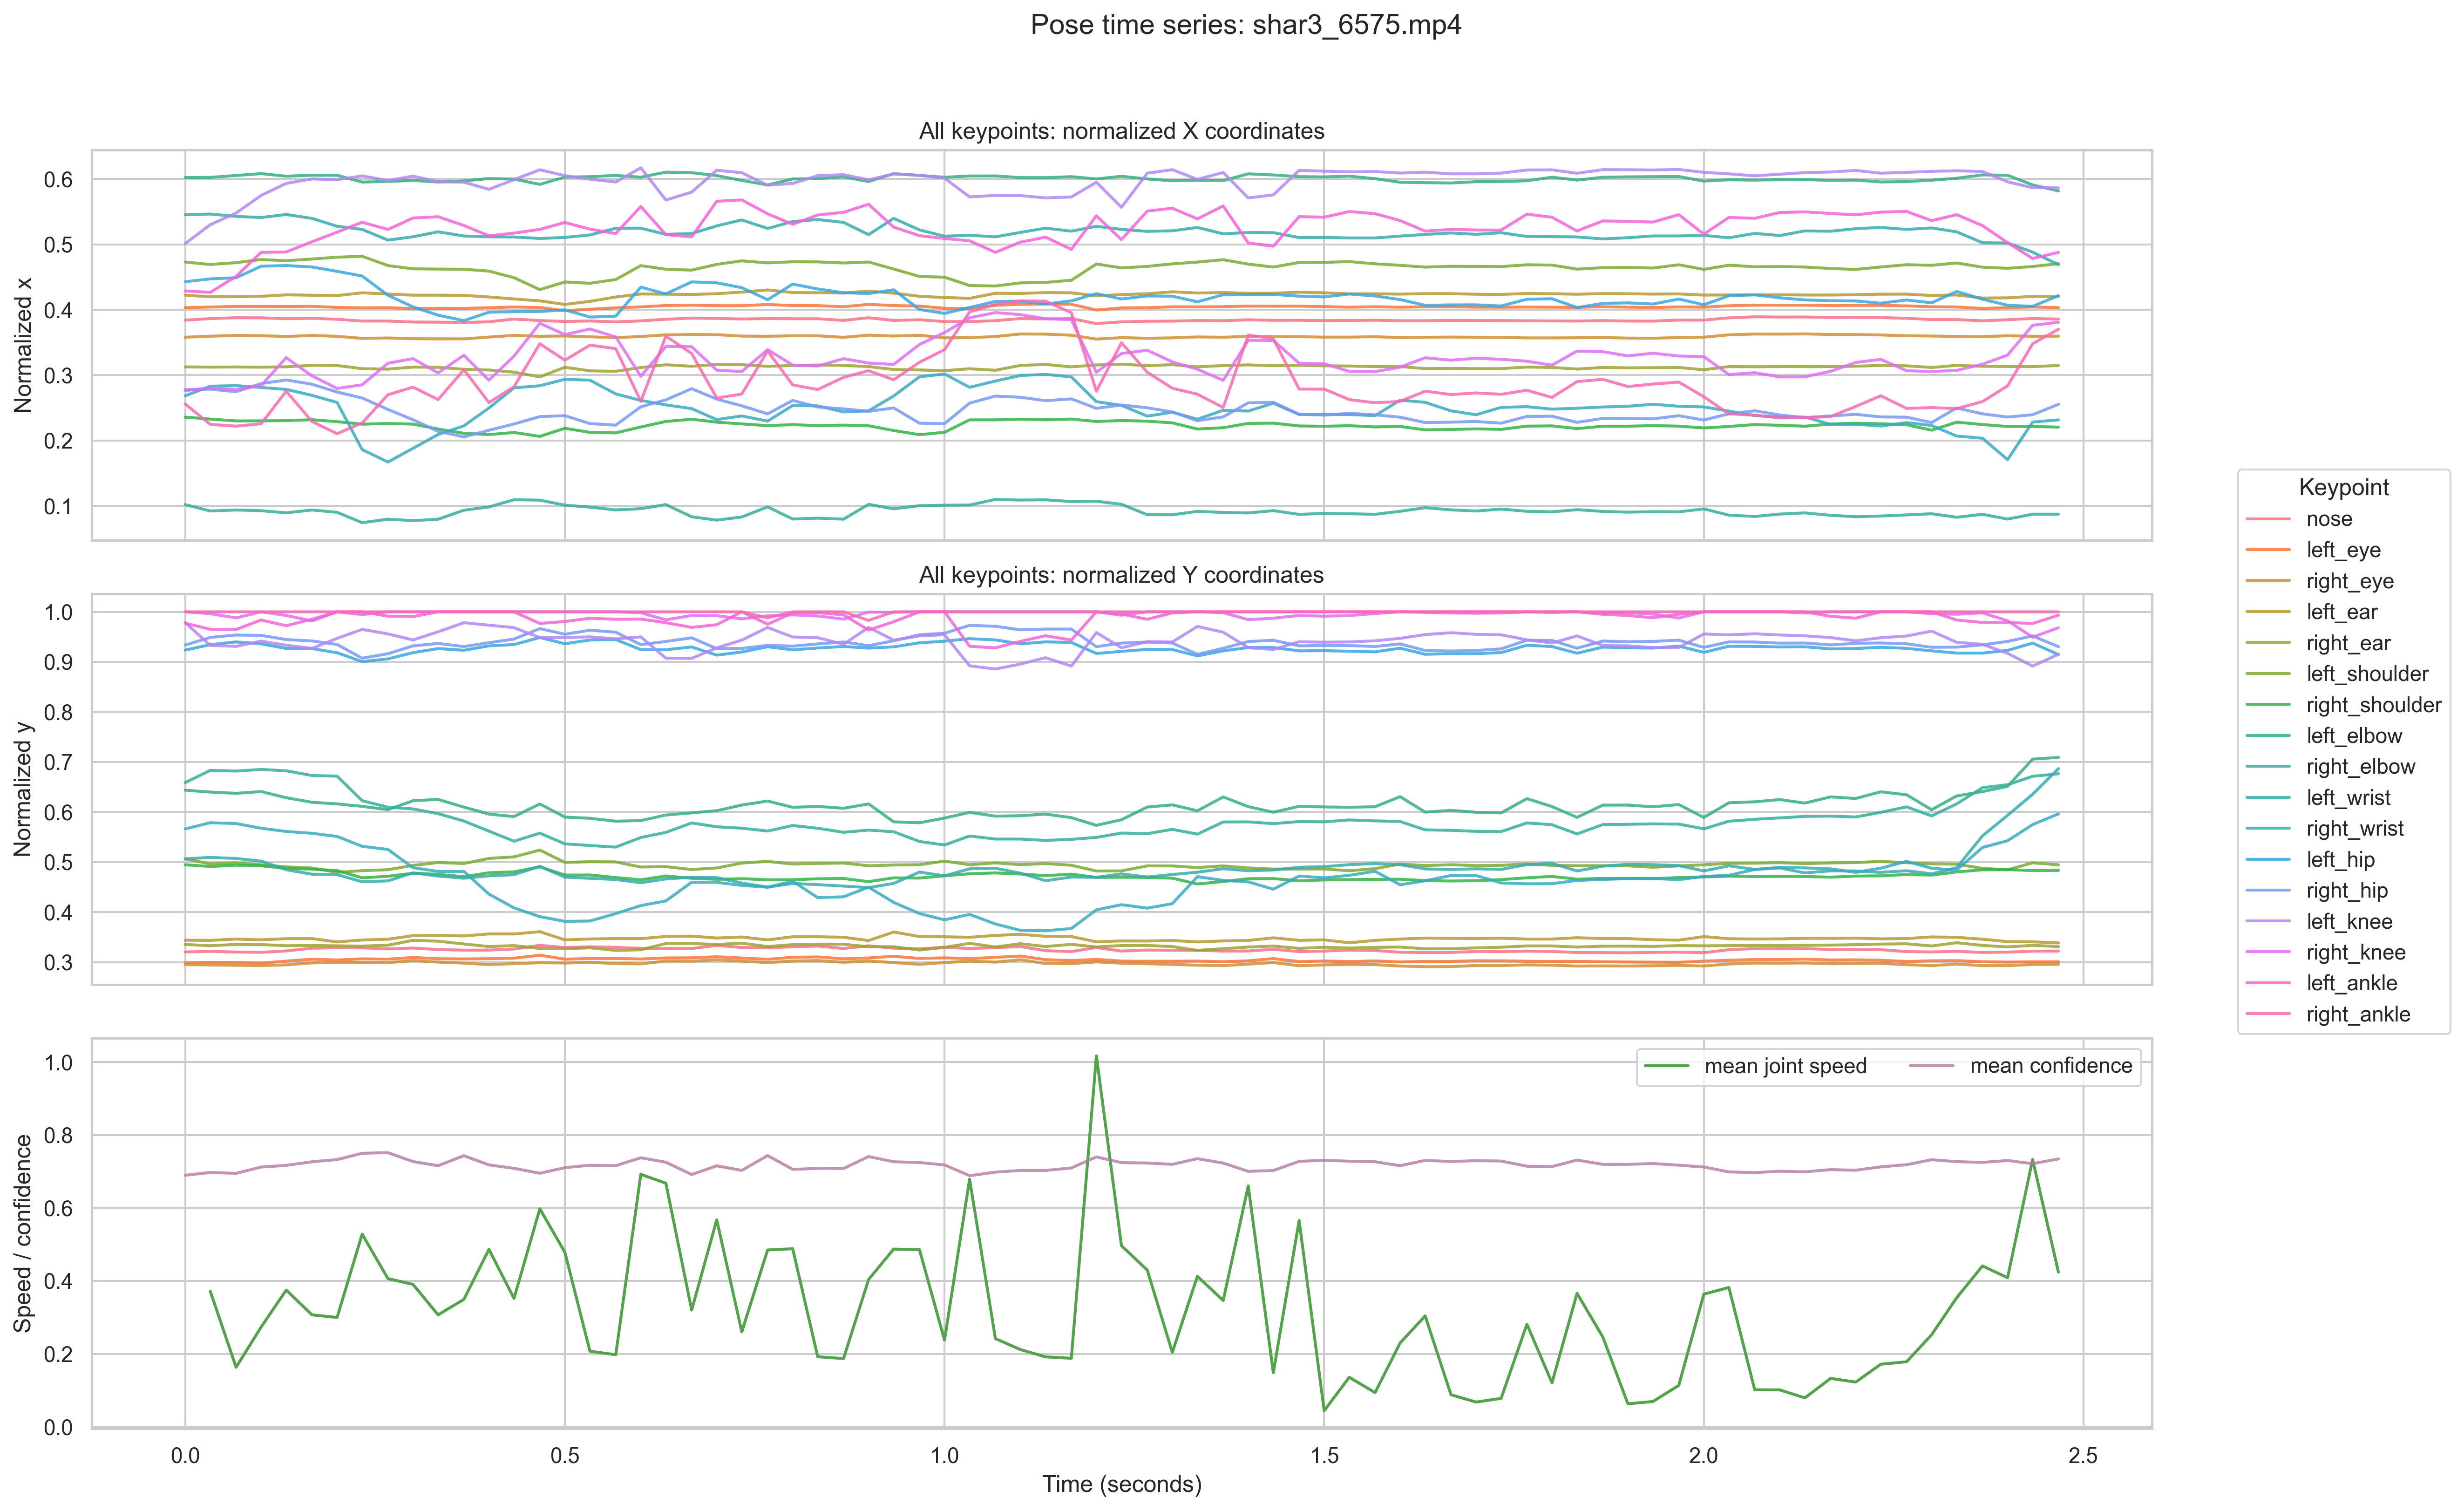 Pose time series: shar3_6575.mp4
All keypoints: normalized X coordinates
Normalized x
0.6
0.5
0.4
0.3
0.2
0.1
All keypoints: normalized Y coordinates
Normalized y
1.0
0.9
0.8
0.7
0.6
0.5
0.4
0.3
Keypoint
nose
left_eye
right_eye
left_ear
right_ear
left_shoulder
right_shoulder
left_elbow
right_elbow
left_wrist
right_wrist
left_hip
right_hip
left_knee
right_knee
left_ankle
right_ankle
Speed / confidence
1.0
0.8
0.6
0.4
0.2
0.0
mean joint speed mean confidence
0.0 0.5 1.0 1.5 2.0 2.5
Time (seconds)